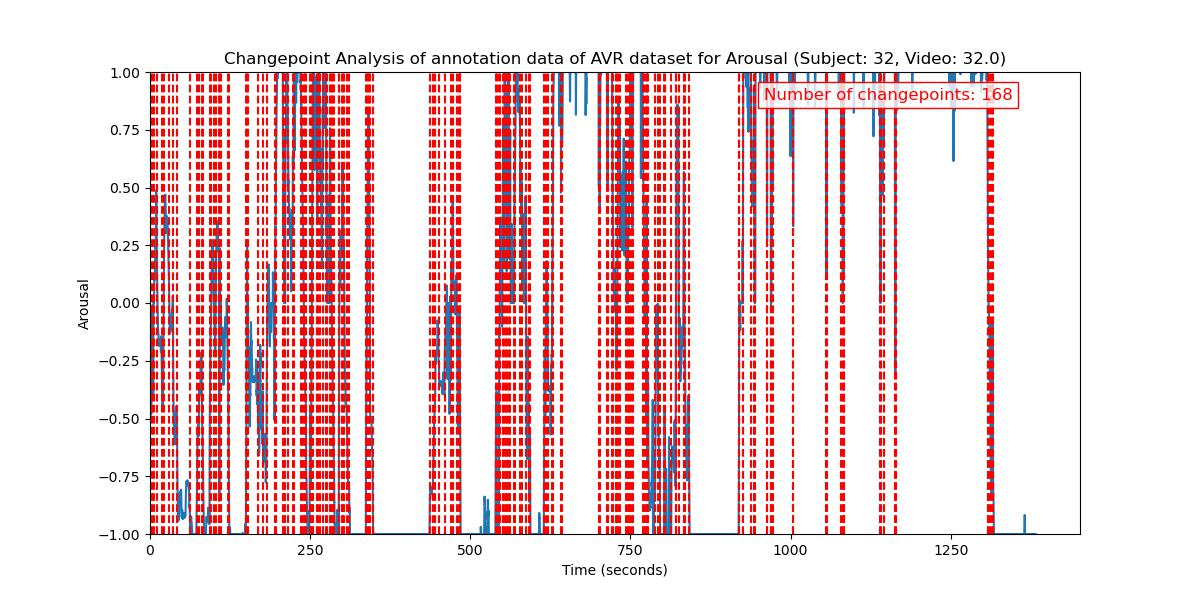 Changepoint Analysis of annotation data of AVR dataset for Arousal (Subject: 32, Video: 32.0)
Number of changepoints: 168
Arousal
1.00
0.75
0.50
0.25
0.00
−0.25
−0.50
−0.75
−1.00
0 250 500 750 1000 1250
Time (seconds)